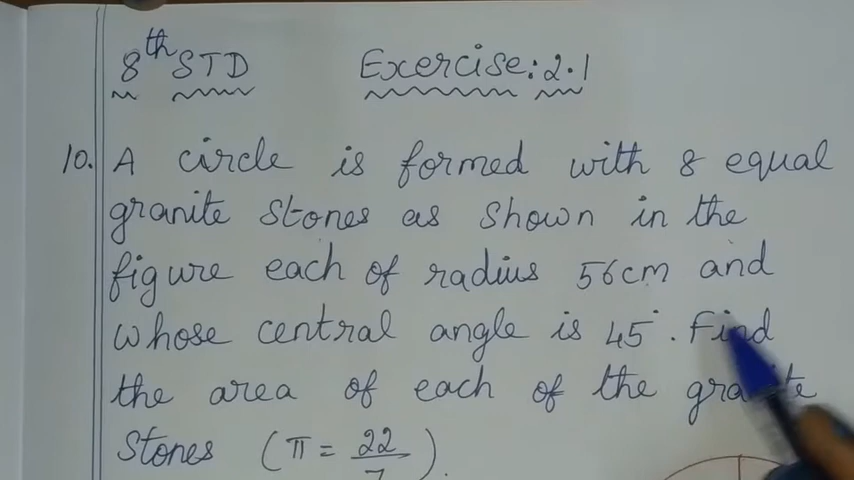 8th STD Exercise: 2.1
10. A circle is formed with 8 equal
granite stones as shown in the
figure each of radius 56cm and
whose central angle is 45°. Find
the area of each of the granite
stones (π = 22/7).